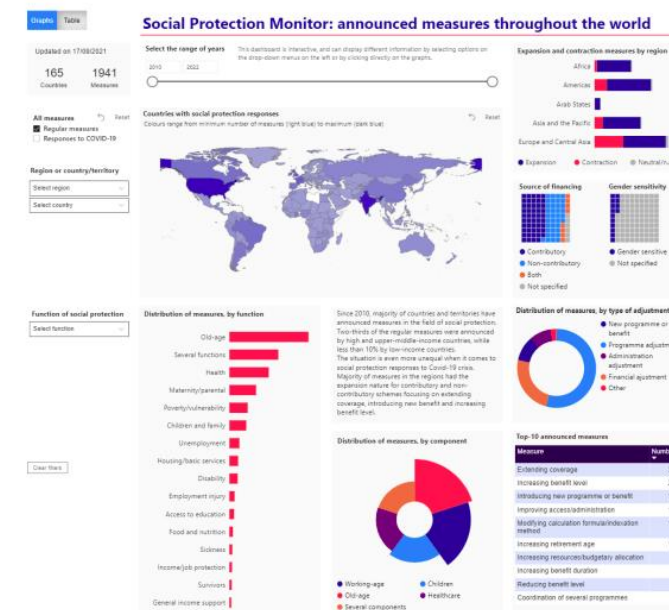 Graphs Table
Social Protection Monitor: announced measures throughout the world
Updated on 17/08/2021
165
Countries
1941
Measures
Select the range of years
2010 2022
This dashboard is interactive, and can display different information by selecting options on
the drop-down menus on the left or by clicking directly on the graphs.
All measures
Reset
Regular measures
Responses to COVID-19
Region or country/territory
Select region
Select country
Countries with social protection responses
Colours range from minimum number of measures (light blue) to maximum (dark blue)
Reset
Expansion and contraction measures by region
Africa
Americas
Arab States
Asia and the Pacific
Europe and Central Asia
Expansion Contraction
Source of financing
Contributory
Non-contributory
Both
Not specified
Gender sensitivity
Gender sensitive
Not specified
Function of social protection
Select function
Clear filters
Distribution of measures, by function
Old-age
Several functions
Health
Maternity/parental
Poverty/vulnerability
Children and family
Unemployment
Housing/basic services
Disability
Employment injury
Access to education
Food and nutrition
Sickness
Income/job protection
Survivors
General income support
Since 2010, majority of countries and territories have
announced measures in the field of social protection.
Two-thirds of the regular measures were announced
by high and upper-middle-income countries, while
less than 10% by low-income countries.
The situation is even more unequal when it comes to
social protection responses to Covid-19 crisis.
Majority of measures in the regions had the
expansion nature for contributory and non-
contributory schemes focusing on extending
coverage, introducing new benefit and increasing
benefit level.
Distribution of measures, by component
Working-age
Children
Old-age
Healthcare
Several components
Distribution of measures, by type of adjustment
New programme or
benefit
Programme adjustm
Administration
adjustment
Financial ajustment
Other
Top-10 announced measures
Measure Numb
Extending coverage
Increasing benefit level
Introducing new programme or benefit
Improving access/administration
Modifying calculation formula/indexation
method
Increasing retirement age
Increasing resources/budgetary allocation
Increasing benefit duration
Reducing benefit level
Coordination of several programmes